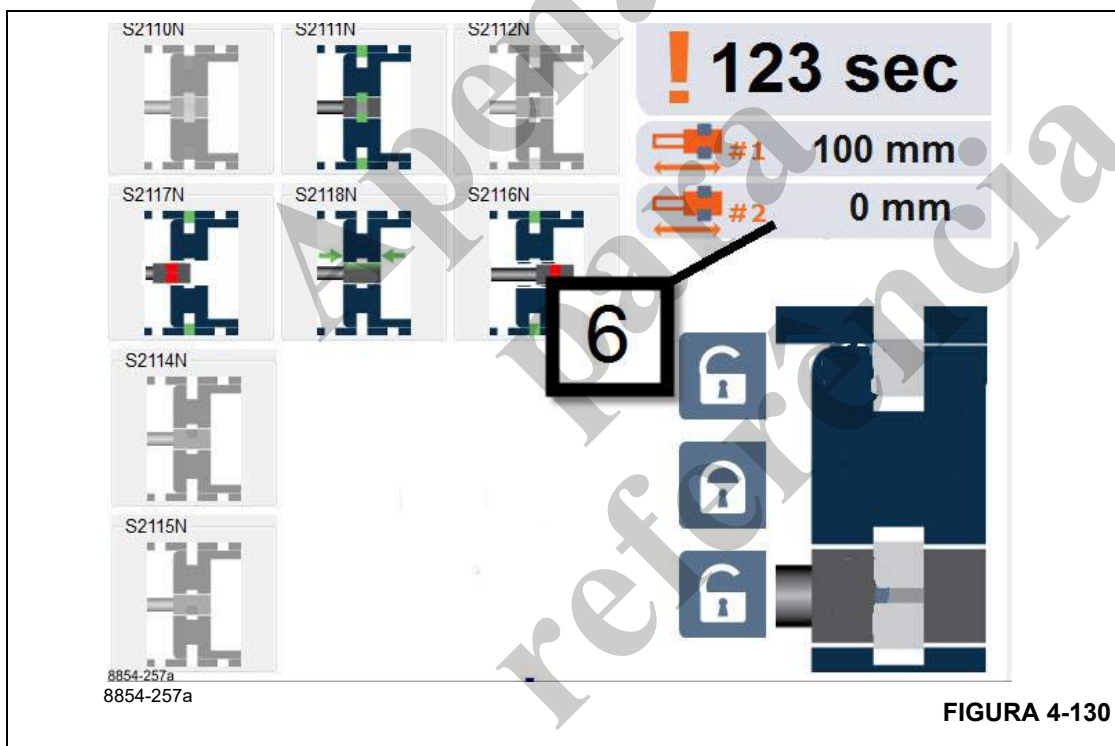 S2110N
S2111N
S2112N
123 sec
#1 100 mm
S2117N
S2118N
S2116N
#2 0 mm
6
S2114N
S2115N
8854-257a
8854-257a
FIGURA 4-130
Apenas
para
referência